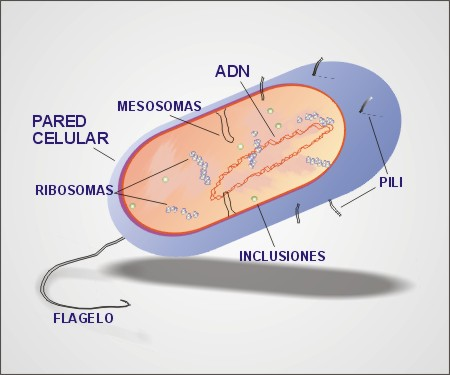 ADN
MESOSOMAS
PARED
CELULAR
RIBOSOMAS
PILI
INCLUSIONES
FLAGELO